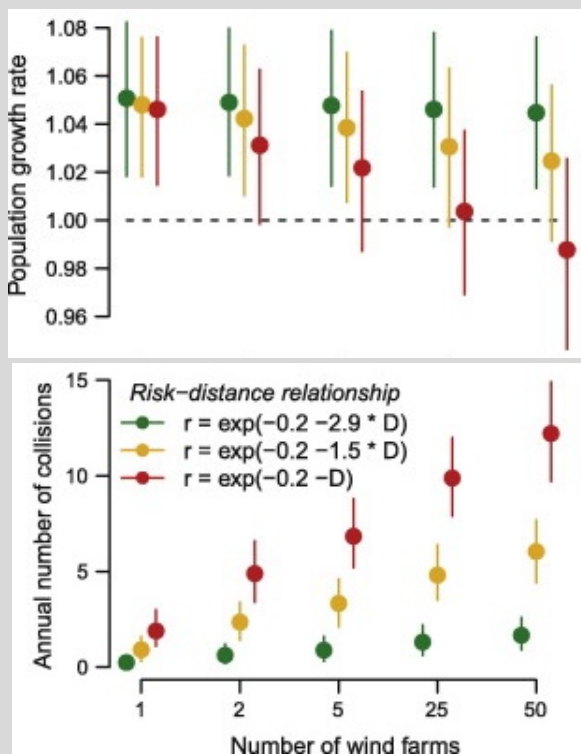 Population growth rate
1.08
1.06
1.04
1.02
1.00
0.98
0.96
Annual number of collisions
15
10
5
0
Risk−distance relationship
r = exp(−0.2 −2.9 * D)
r = exp(−0.2 −1.5 * D)
r = exp(−0.2 −D)
1 2 5 25 50
Number of wind farms